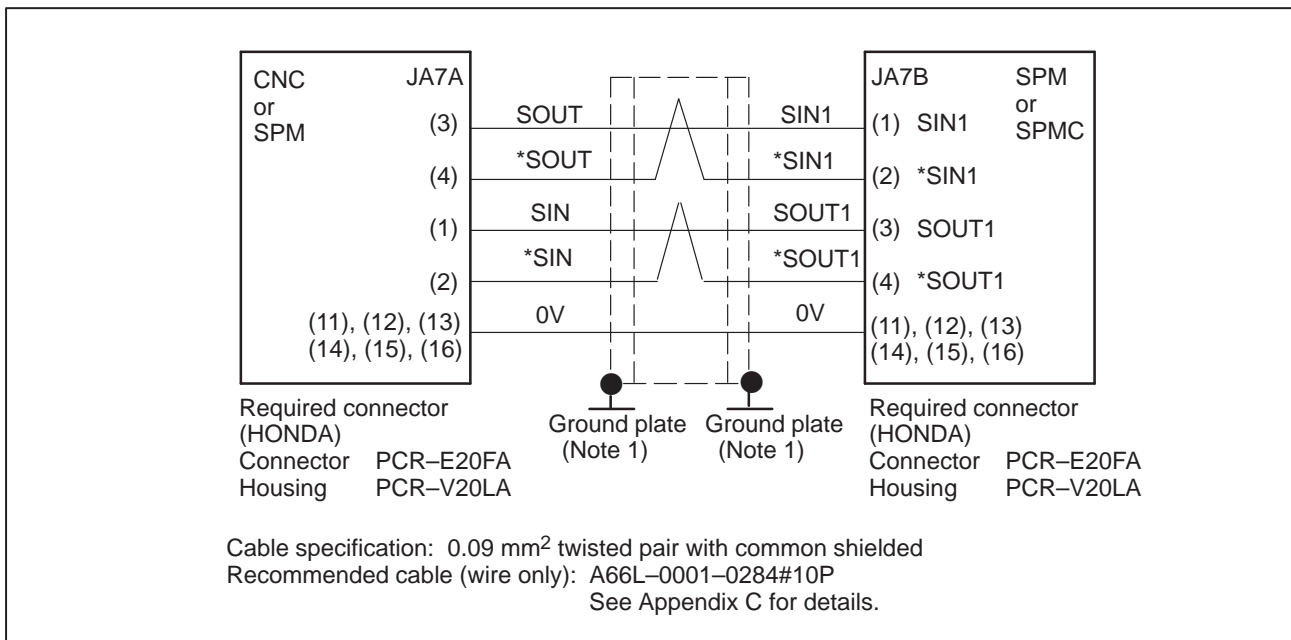 CNC JA7A
or
SPM
JA7B SPM
or
SPMC
(3) SOUT SIN1 (1) SIN1
(4) *SOUT *SIN1 (2) *SIN1
(1) SIN SOUT1 (3) SOUT1
(2) *SIN *SOUT1 (4) *SOUT1
(11), (12), (13) 0V 0V (11), (12), (13)
(14), (15), (16) (14), (15), (16)
Ground plate Ground plate
(Note 1) (Note 1)
Required connector
(HONDA)
Connector PCR–E20FA
Housing PCR–V20LA
Required connector
(HONDA)
Connector PCR–E20FA
Housing PCR–V20LA
Cable specification: 0.09 mm2 twisted pair with common shielded
Recommended cable (wire only): A66L–0001–0284#10P
See Appendix C for details.